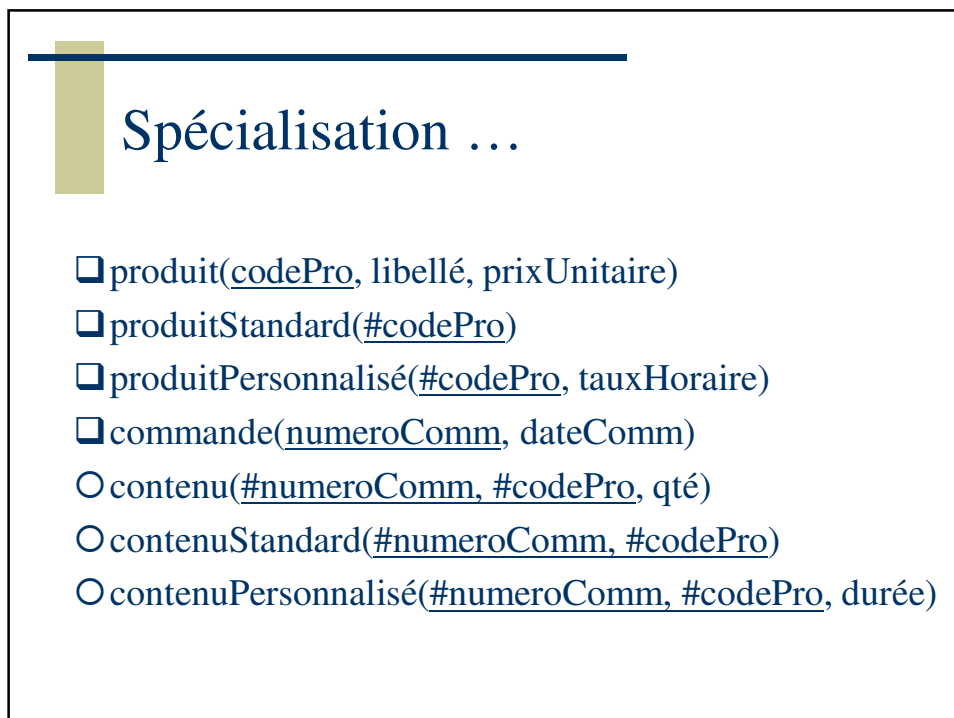 Spécialisation …
❑produit(codePro, libellé, prixUnitaire)
❑produitStandard(#codePro)
❑produitPersonnalisé(#codePro, tauxHoraire)
❑commande(numeroComm, dateComm)
❍contenu(#numeroComm, #codePro, qté)
❍contenuStandard(#numeroComm, #codePro)
❍contenuPersonnalisé(#numeroComm, #codePro, durée)